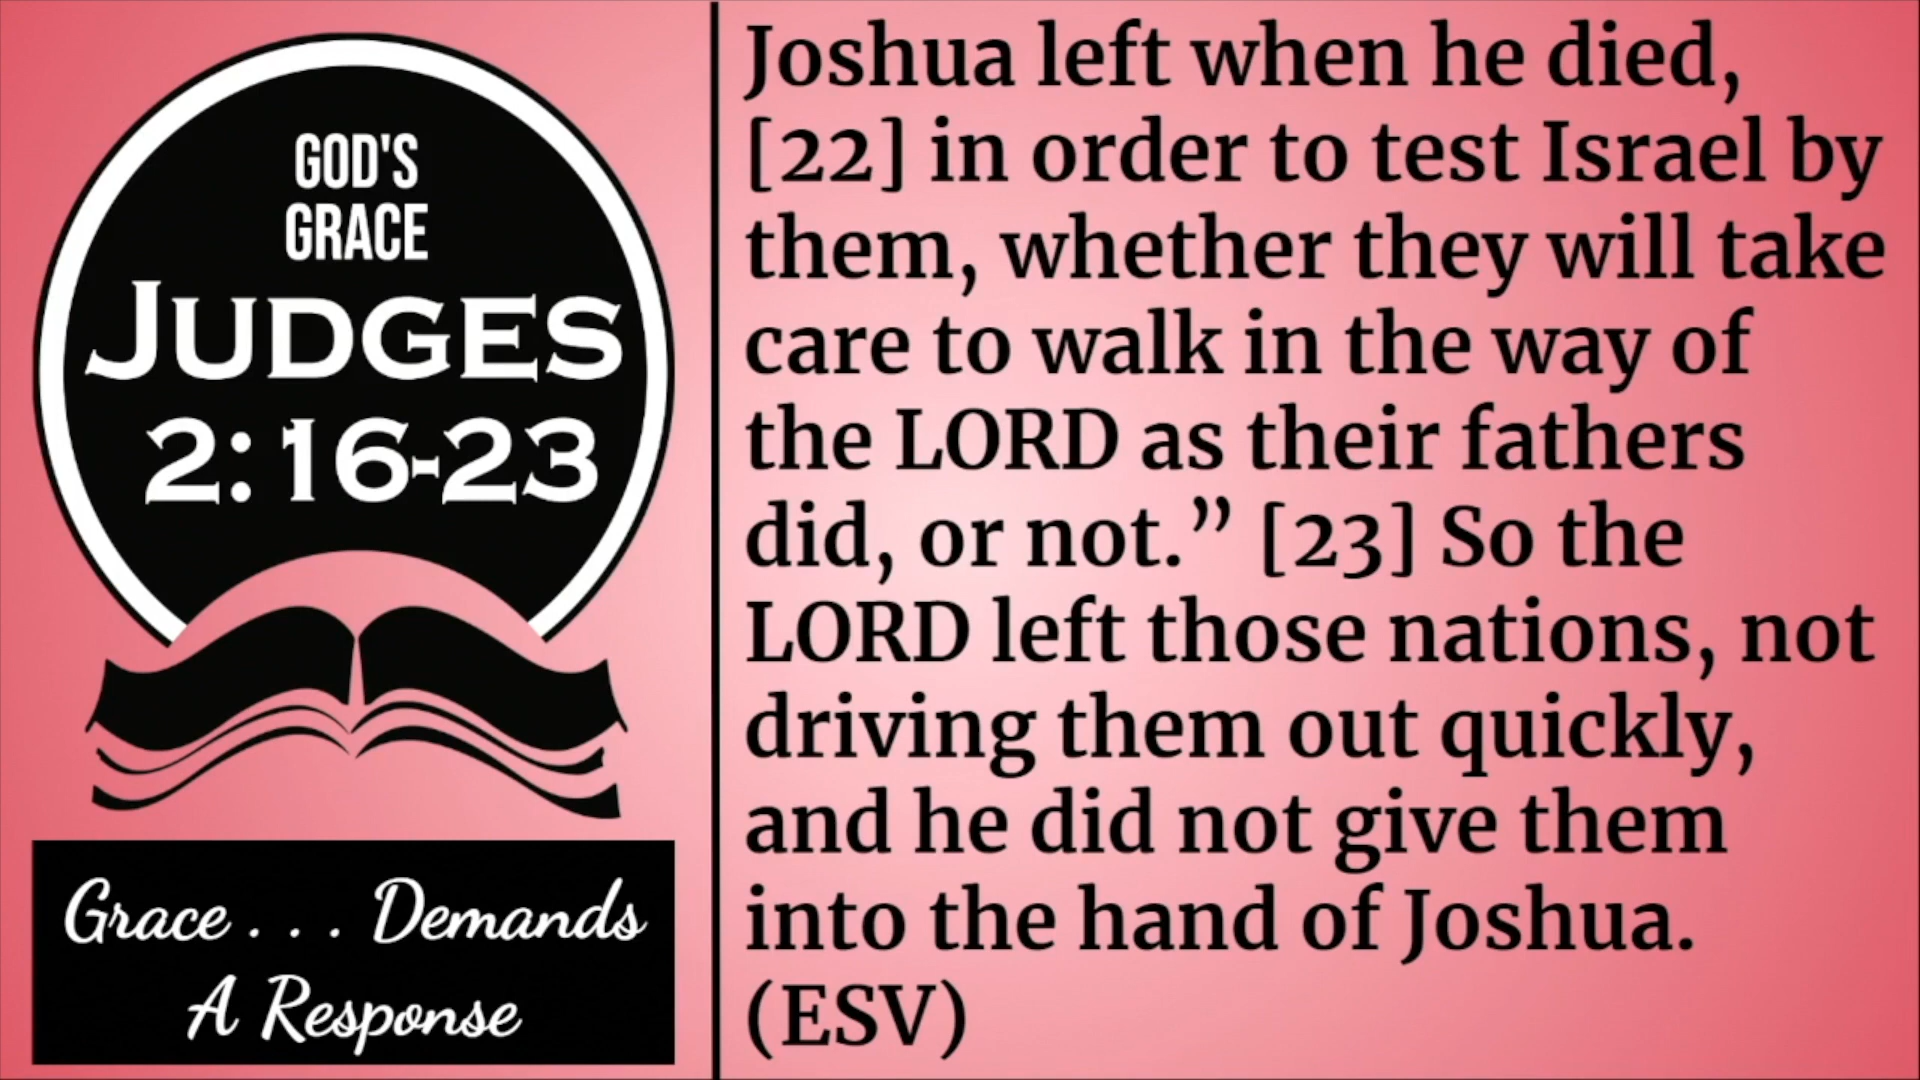 GOD'S
GRACE
JUDGES
2:16-23
Grace . . . Demands
A Response
Joshua left when he died,
[22] in order to test Israel by
them, whether they will take
care to walk in the way of
the LORD as their fathers
did, or not.” [23] So the
LORD left those nations, not
driving them out quickly,
and he did not give them
into the hand of Joshua.
(ESV)